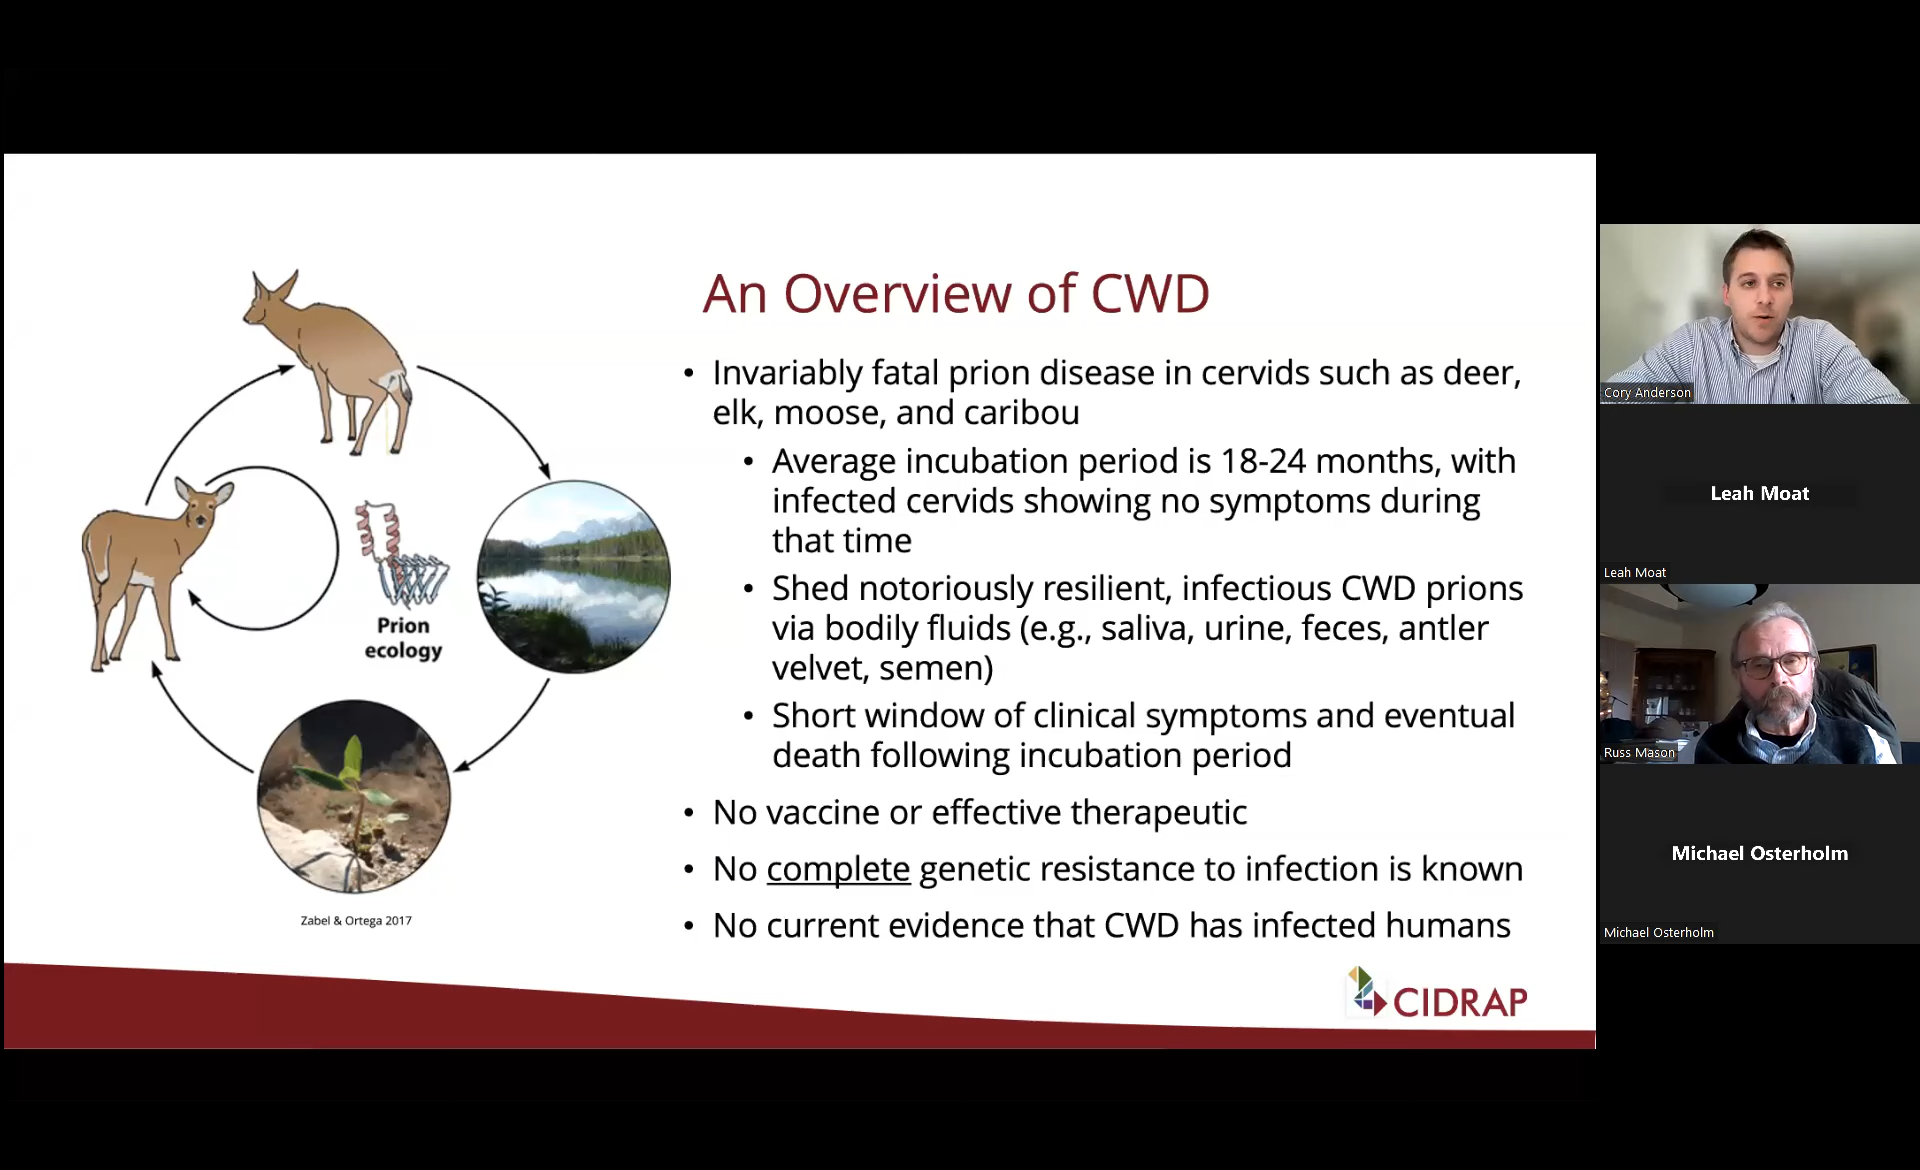 An Overview of CWD
• Invariably fatal prion disease in cervids such as deer,
elk, moose, and caribou
• Average incubation period is 18-24 months, with
infected cervids showing no symptoms during
that time
• Shed notoriously resilient, infectious CWD prions
via bodily fluids (e.g., saliva, urine, feces, antler
velvet, semen)
• Short window of clinical symptoms and eventual
death following incubation period
• No vaccine or effective therapeutic
• No complete genetic resistance to infection is known
• No current evidence that CWD has infected humans
Prion
ecology
Zabel & Ortega 2017
CIDRAP
Cory Anderson
Leah Moat
Leah Moat
Russ Mason
Michael Osterholm
Michael Osterholm